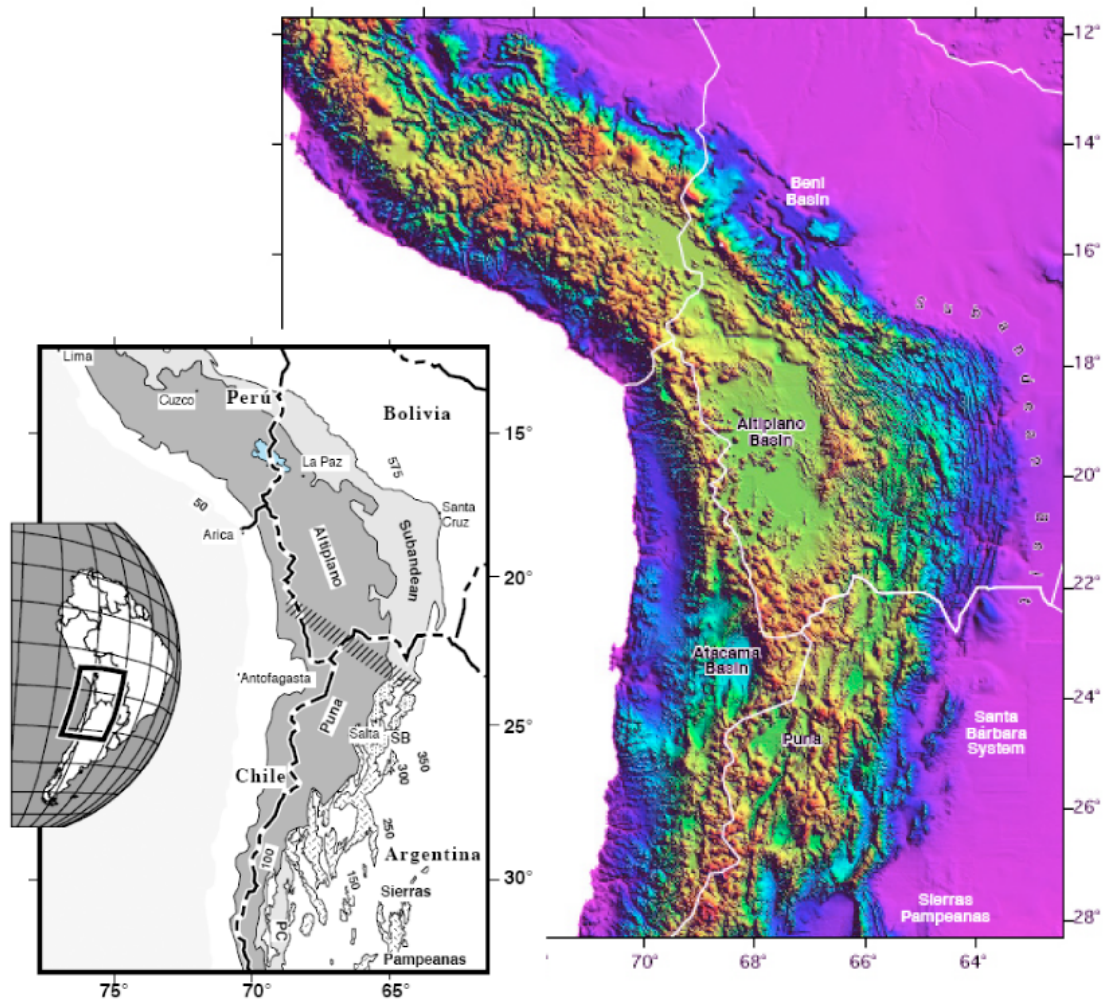 12°
14°
Beni
Basin
16°
18°
Altiplano
Basin
20°
22°
Atacama
Basin
24°
Santa
Bárbara
System
Puna
26°
Sierras
Pampeanas
28°
70°
68°
66°
64°
Lima
Cuzco
Perú
Bolivia
15°
La Paz
575
50
Santa
Cruz
Arica
Altiplano
Subandean
20°
Antofagasta
Puna
Salta
SB
25°
350
300
Chile
250
Argentina
100
150
30°
Sierras
PC
Pampeanas
75°
70°
65°